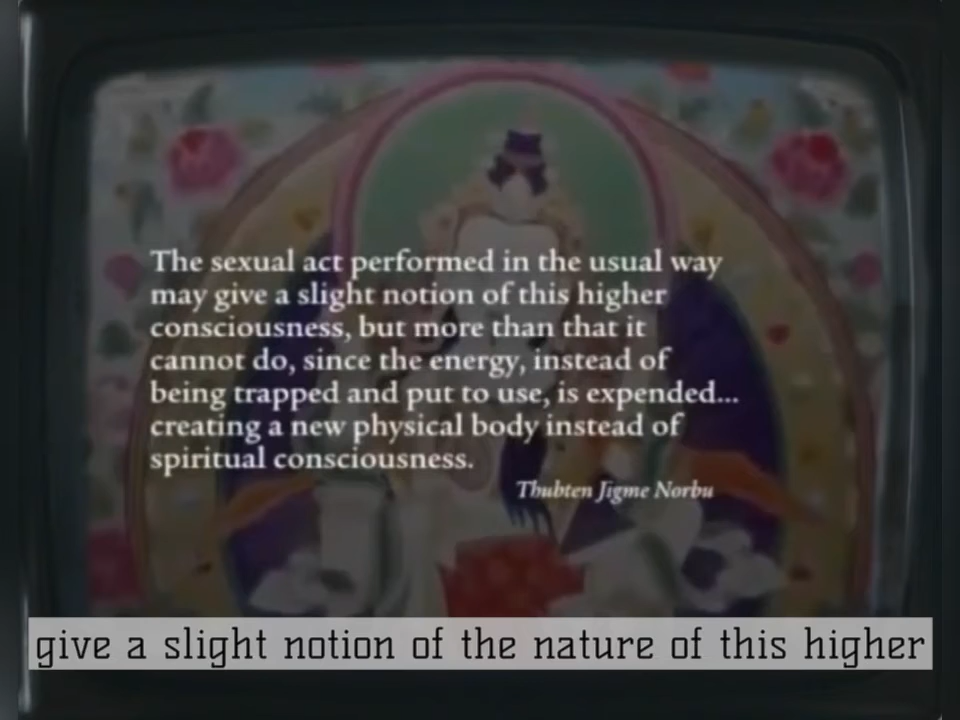 The sexual act performed in the usual way
may give a slight notion of this higher
consciousness, but more than that it
cannot do, since the energy, instead of
being trapped and put to use, is expended...
creating a new physical body instead of
spiritual consciousness.
Thubten Jigme Norbu
give a slight notion of the nature of this higher